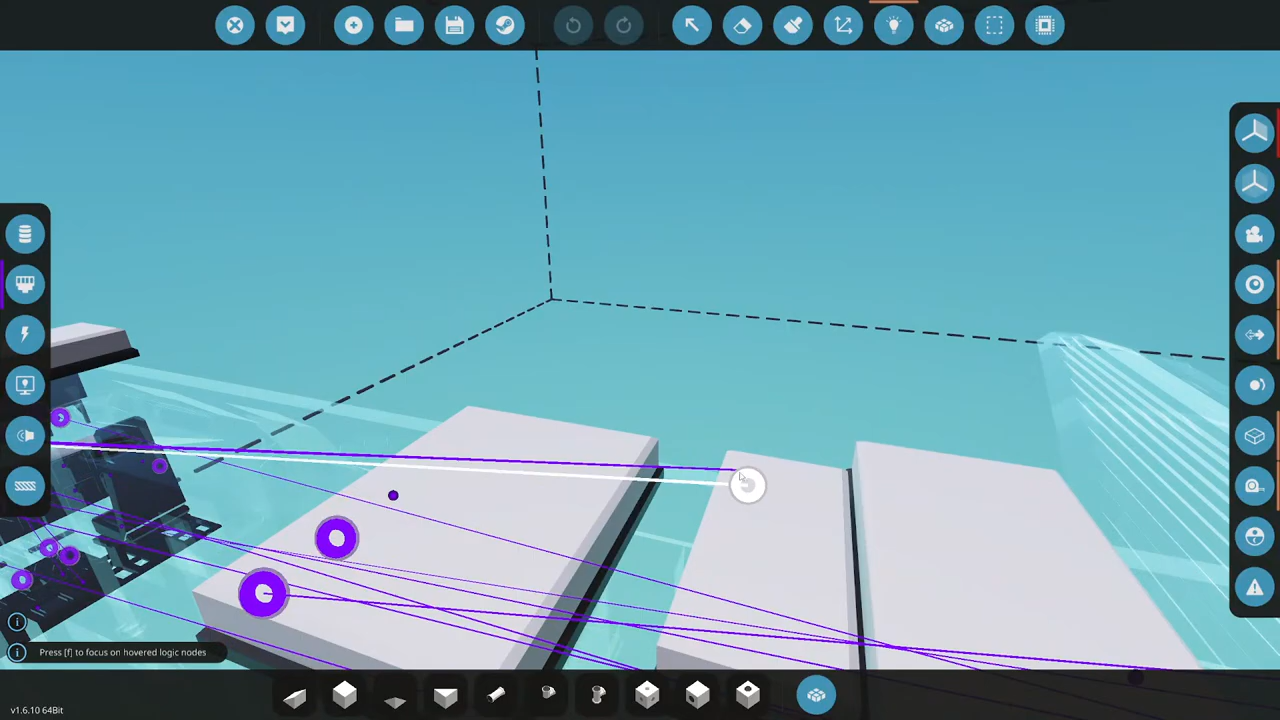 Press [f] to focus on hovered logic nodes
v1.6.10 64Bit